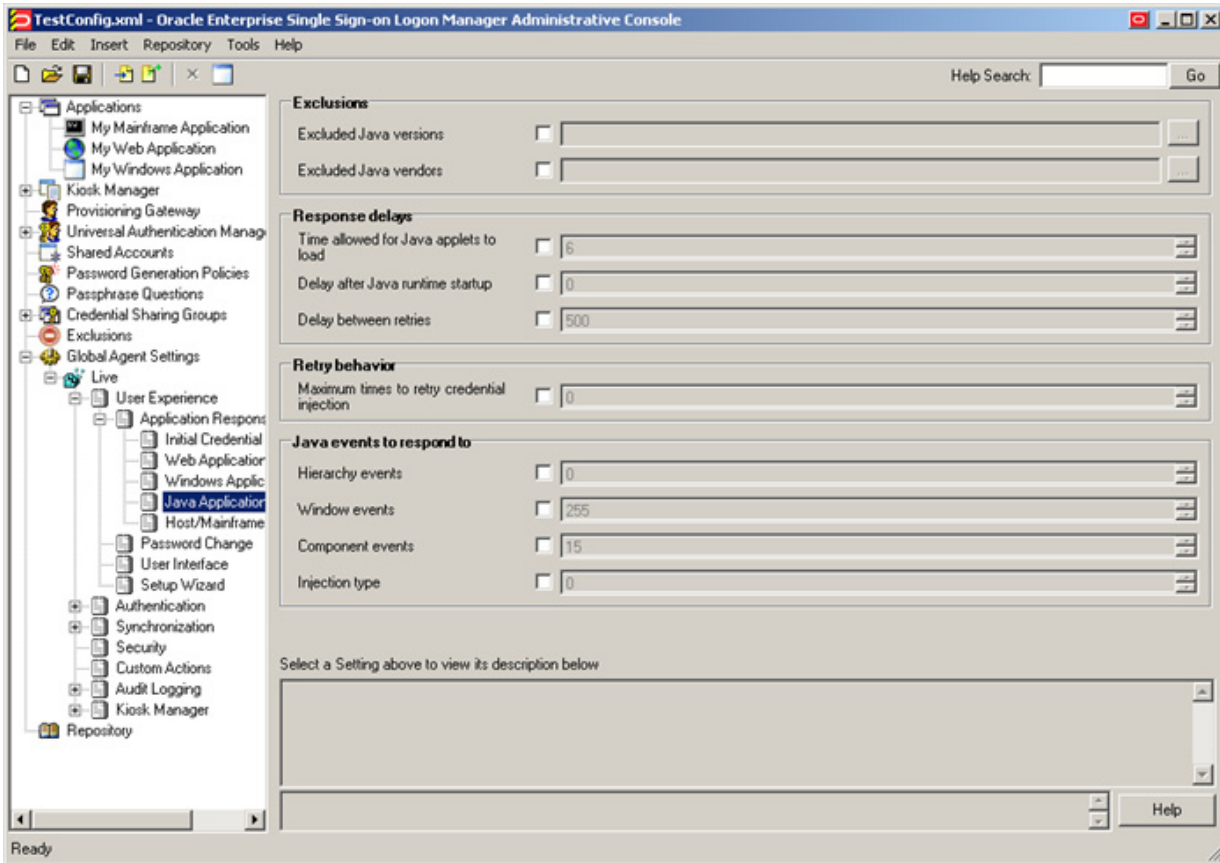 TestConfig.xml - Oracle Enterprise Single Sign-on Logon Manager Administrative Console
File Edit Insert Repository Tools Help
Help Search: Go
Applications
My Mainframe Application
My Web Application
My Windows Application
Kiosk Manager
Provisioning Gateway
Universal Authentication Manag
Shared Accounts
Password Generation Policies
Passphrase Questions
Credential Sharing Groups
Exclusions
Global Agent Settings
Live
User Experience
Application Respons
Initial Credential
Web Application
Windows Applic
Java Application
Host/Mainframe
Password Change
User Interface
Setup Wizard
Authentication
Synchronization
Security
Custom Actions
Audit Logging
Kiosk Manager
Repository
Exclusions
Excluded Java versions ...
Excluded Java vendors ...
Response delays
Time allowed for Java applets to
load
6
Delay after Java runtime startup 0
Delay between retries 500
Retry behavior
Maximum times to retry credential
injection
0
Java events to respond to
Hierarchy events 0
Window events 255
Component events 15
Injection type 0
Select a Setting above to view its description below
Help
Ready